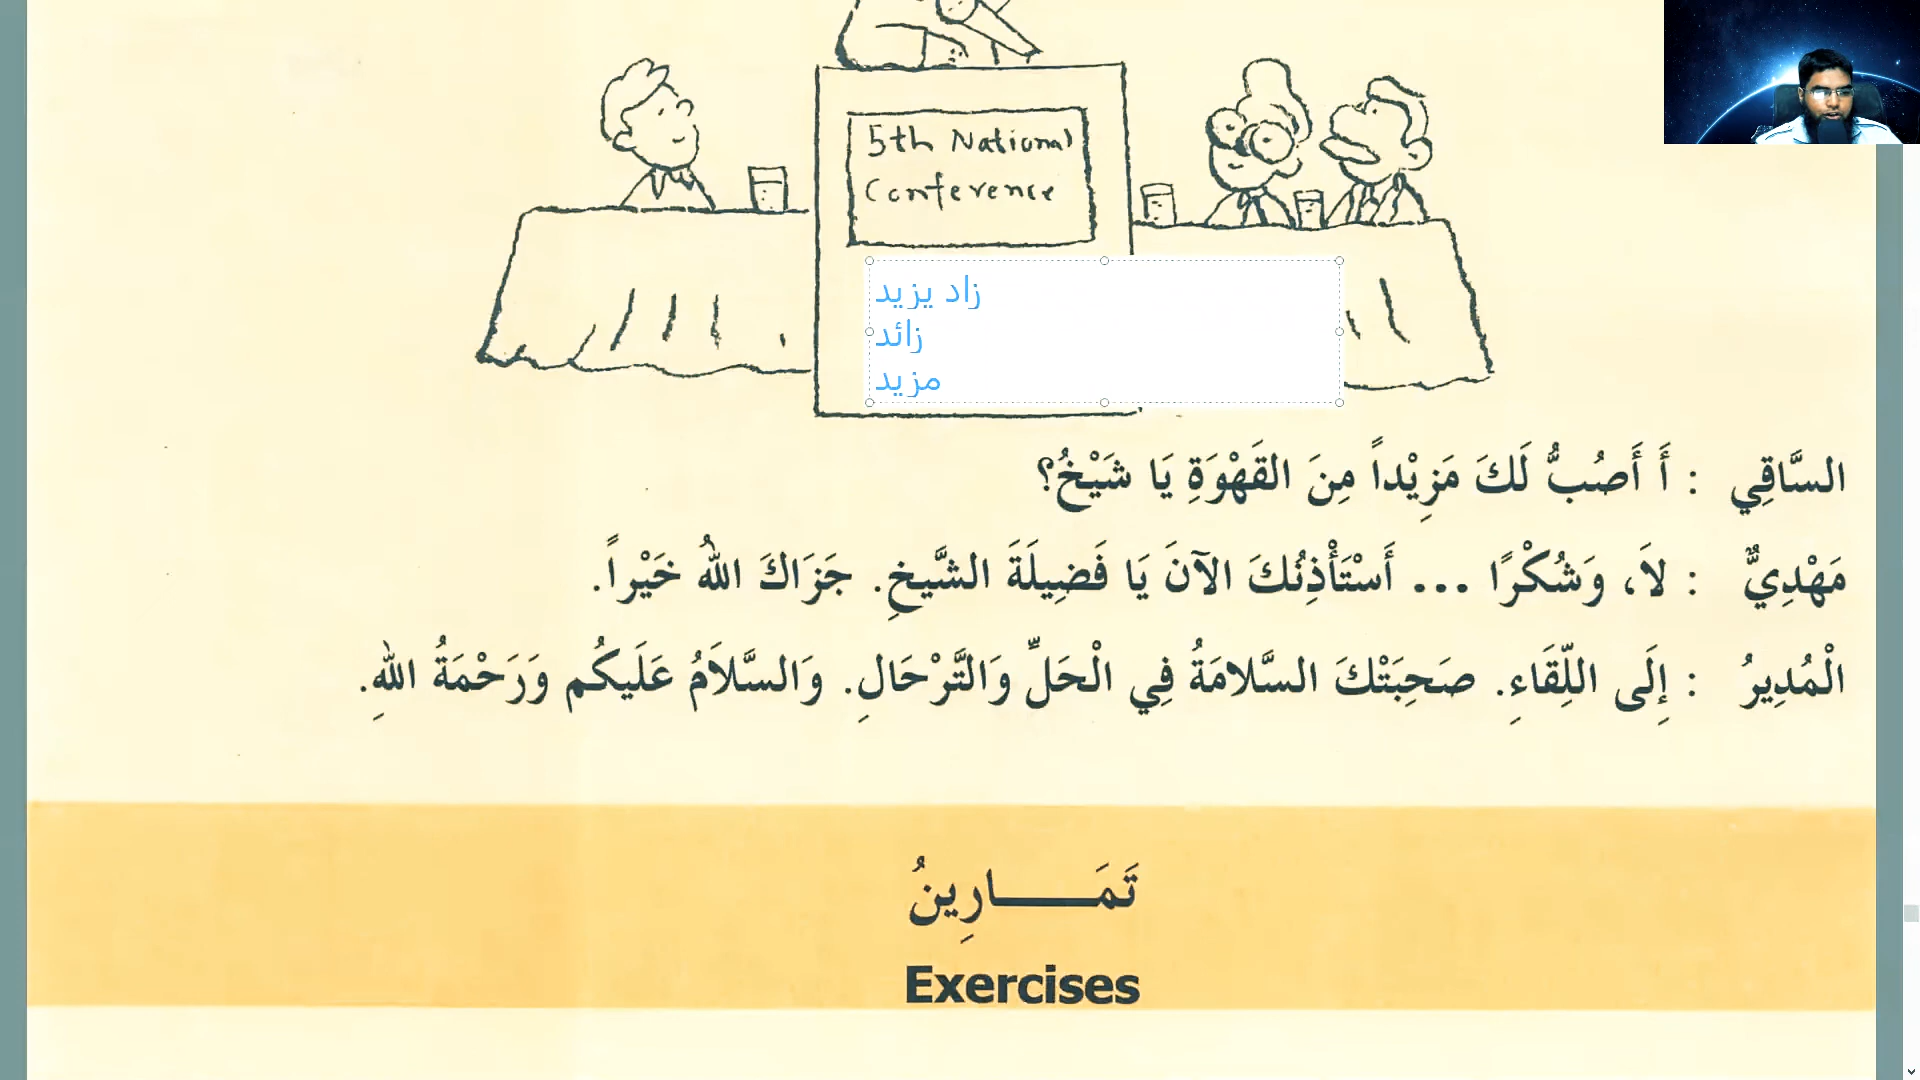 5th National
Conference
زاد يزيد
زائد
مزيد
السَّاقِي : أَ أَصُبُّ لَكَ مَزِيْداً مِنَ القَهْوَةِ يَا شَيْخُ؟
مَهْدِيٌّ : لاَ، وَشُكْرًا ... أَسْتَأْذِنُكَ الآنَ يَا فَضِيلَةَ الشَّيخِ. جَزَاكَ اللهُ خَيْراً.
الْمُدِيرُ : إِلَى اللِّقَاءِ. صَحِبَتْكَ السَّلامَةُ فِي الْحَلِّ وَالتَّرْحَالِ. وَالسَّلاَمُ عَلَيكُم وَرَحْمَةُ اللهِ.
تَمَـــــارِينُ
Exercises